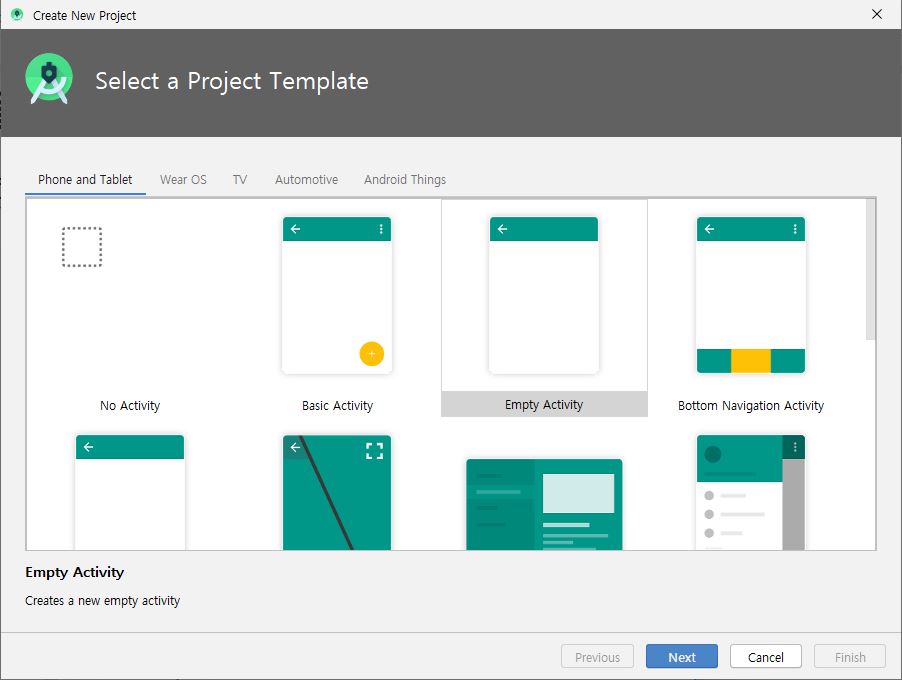 Create New Project
Select a Project Template
Phone and Tablet Wear OS TV Automotive Android Things
No Activity Basic Activity Empty Activity Bottom Navigation Activity
Empty Activity
Creates a new empty activity
Previous Next Cancel Finish